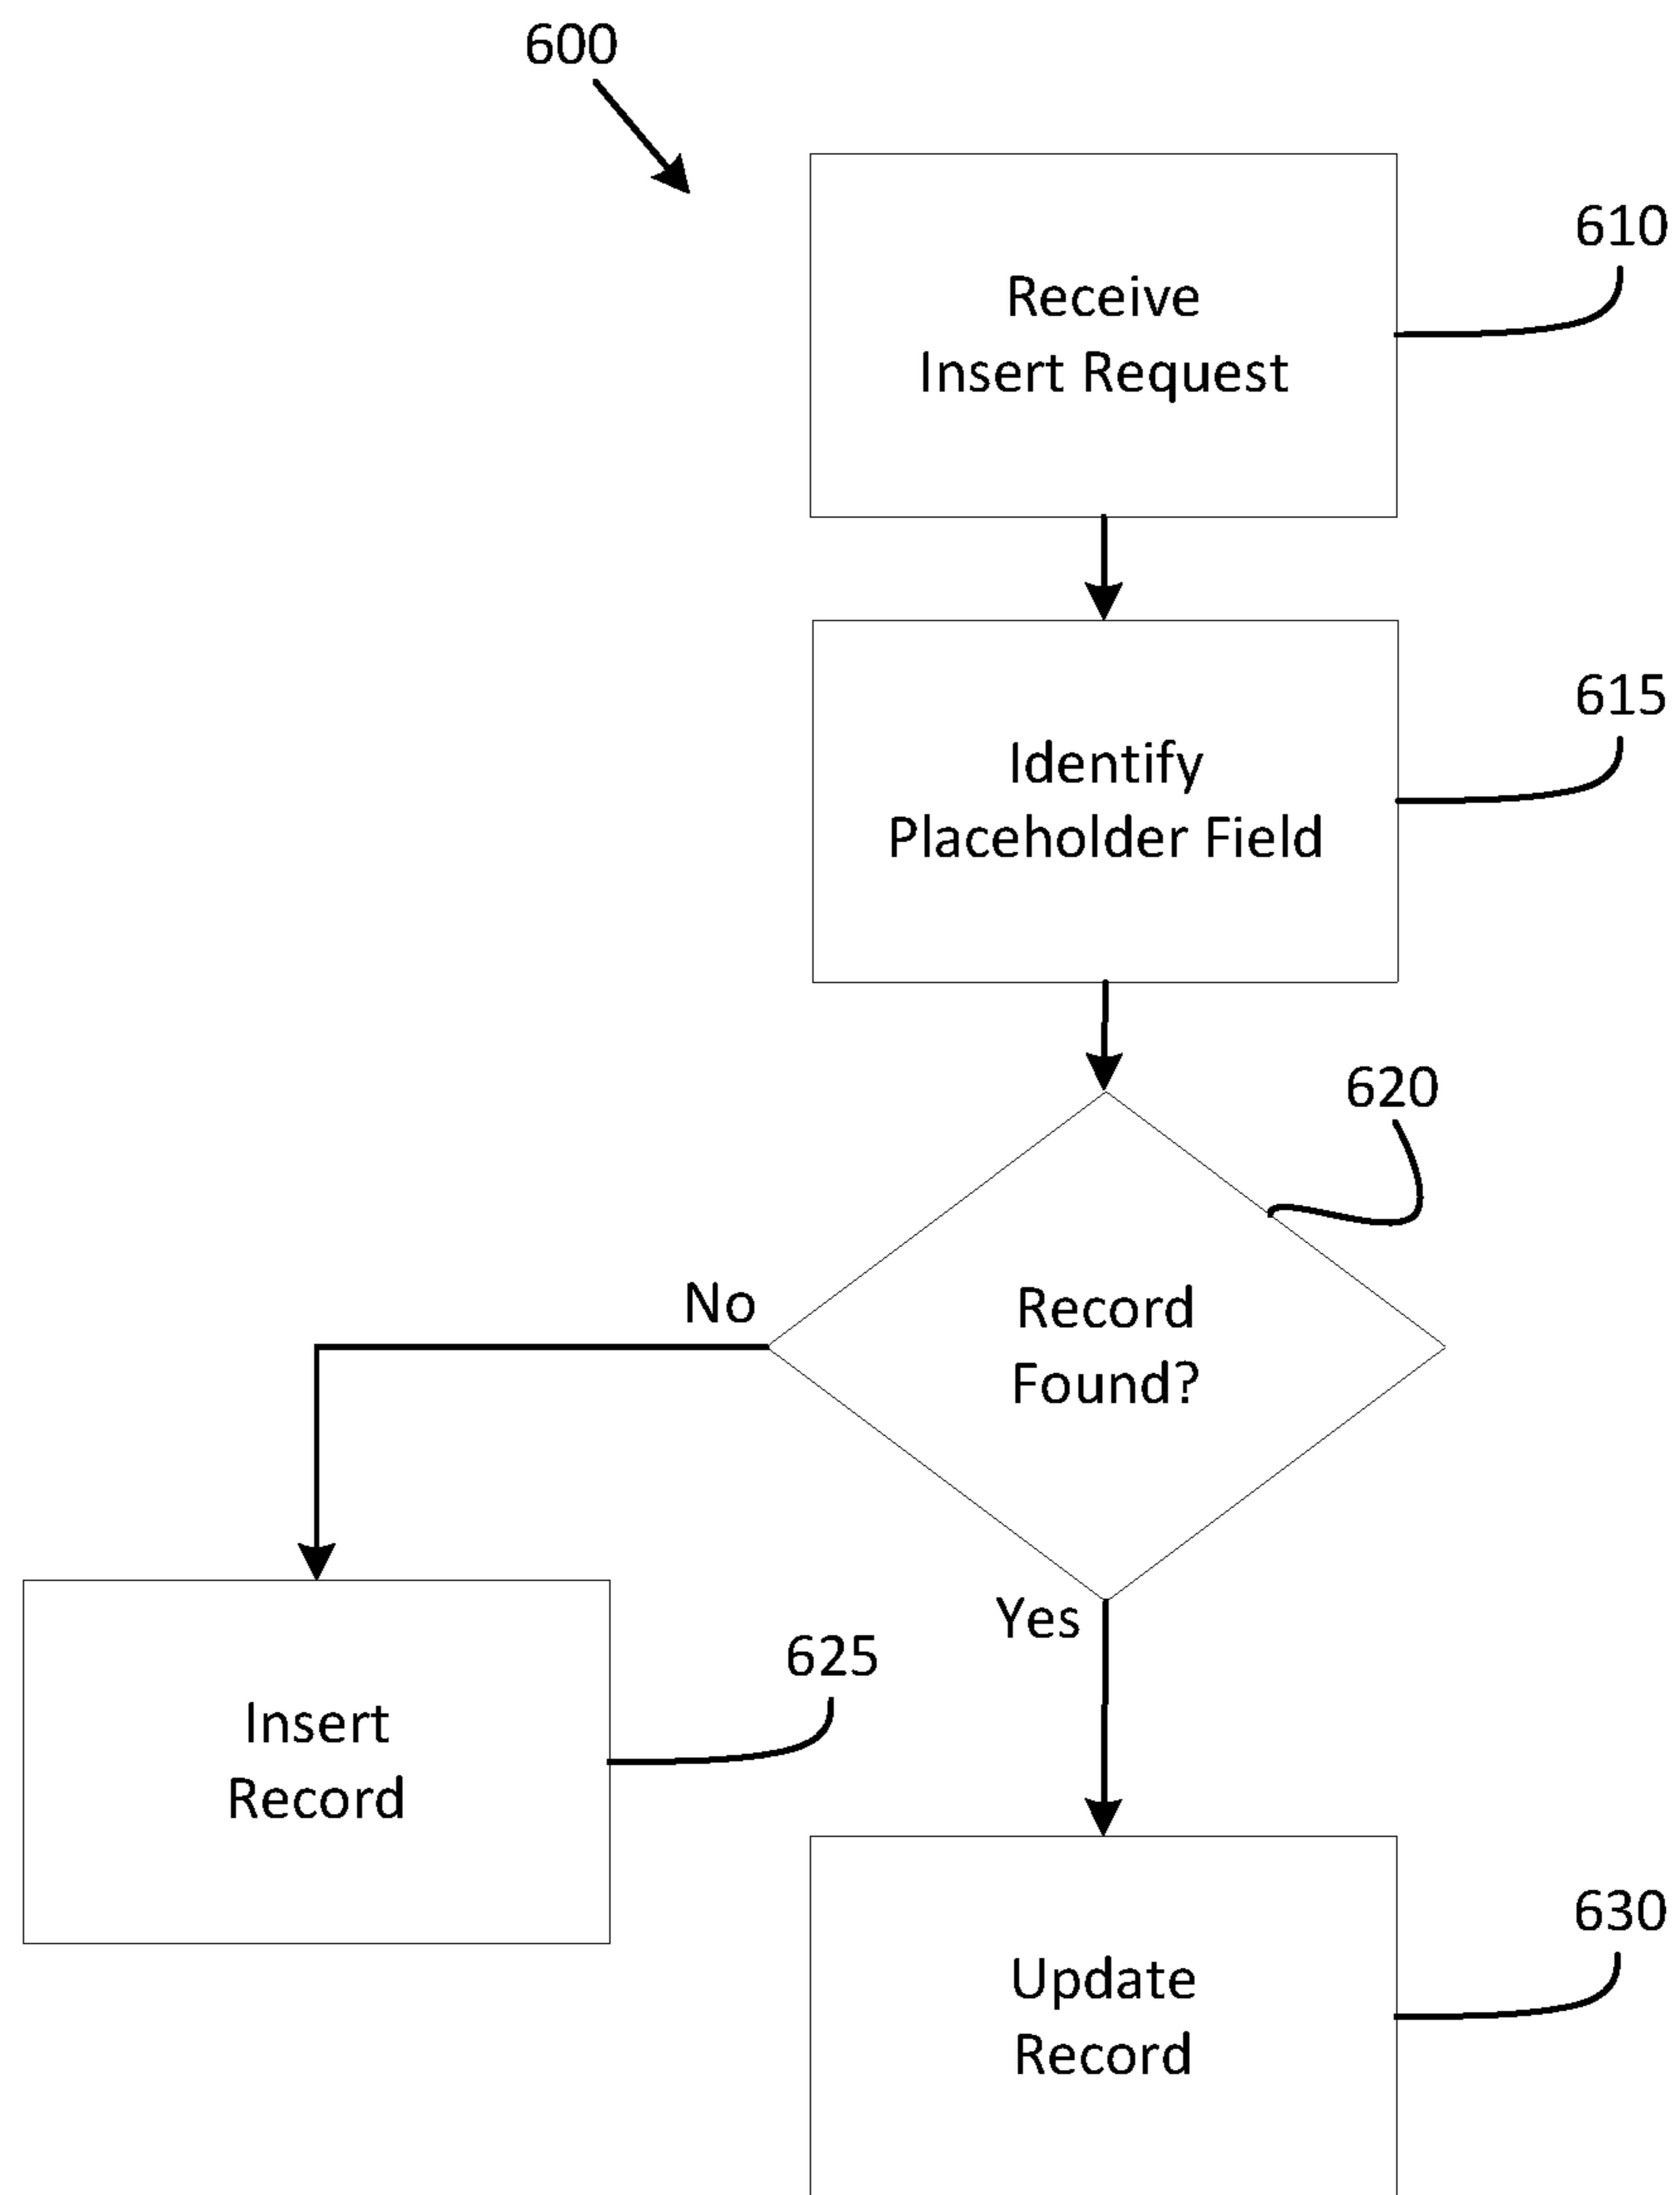 600
610
Receive
Insert Request
615
Identify
Placeholder Field
620
No
Record
Found?
Yes
625
Insert
Record
630
Update
Record